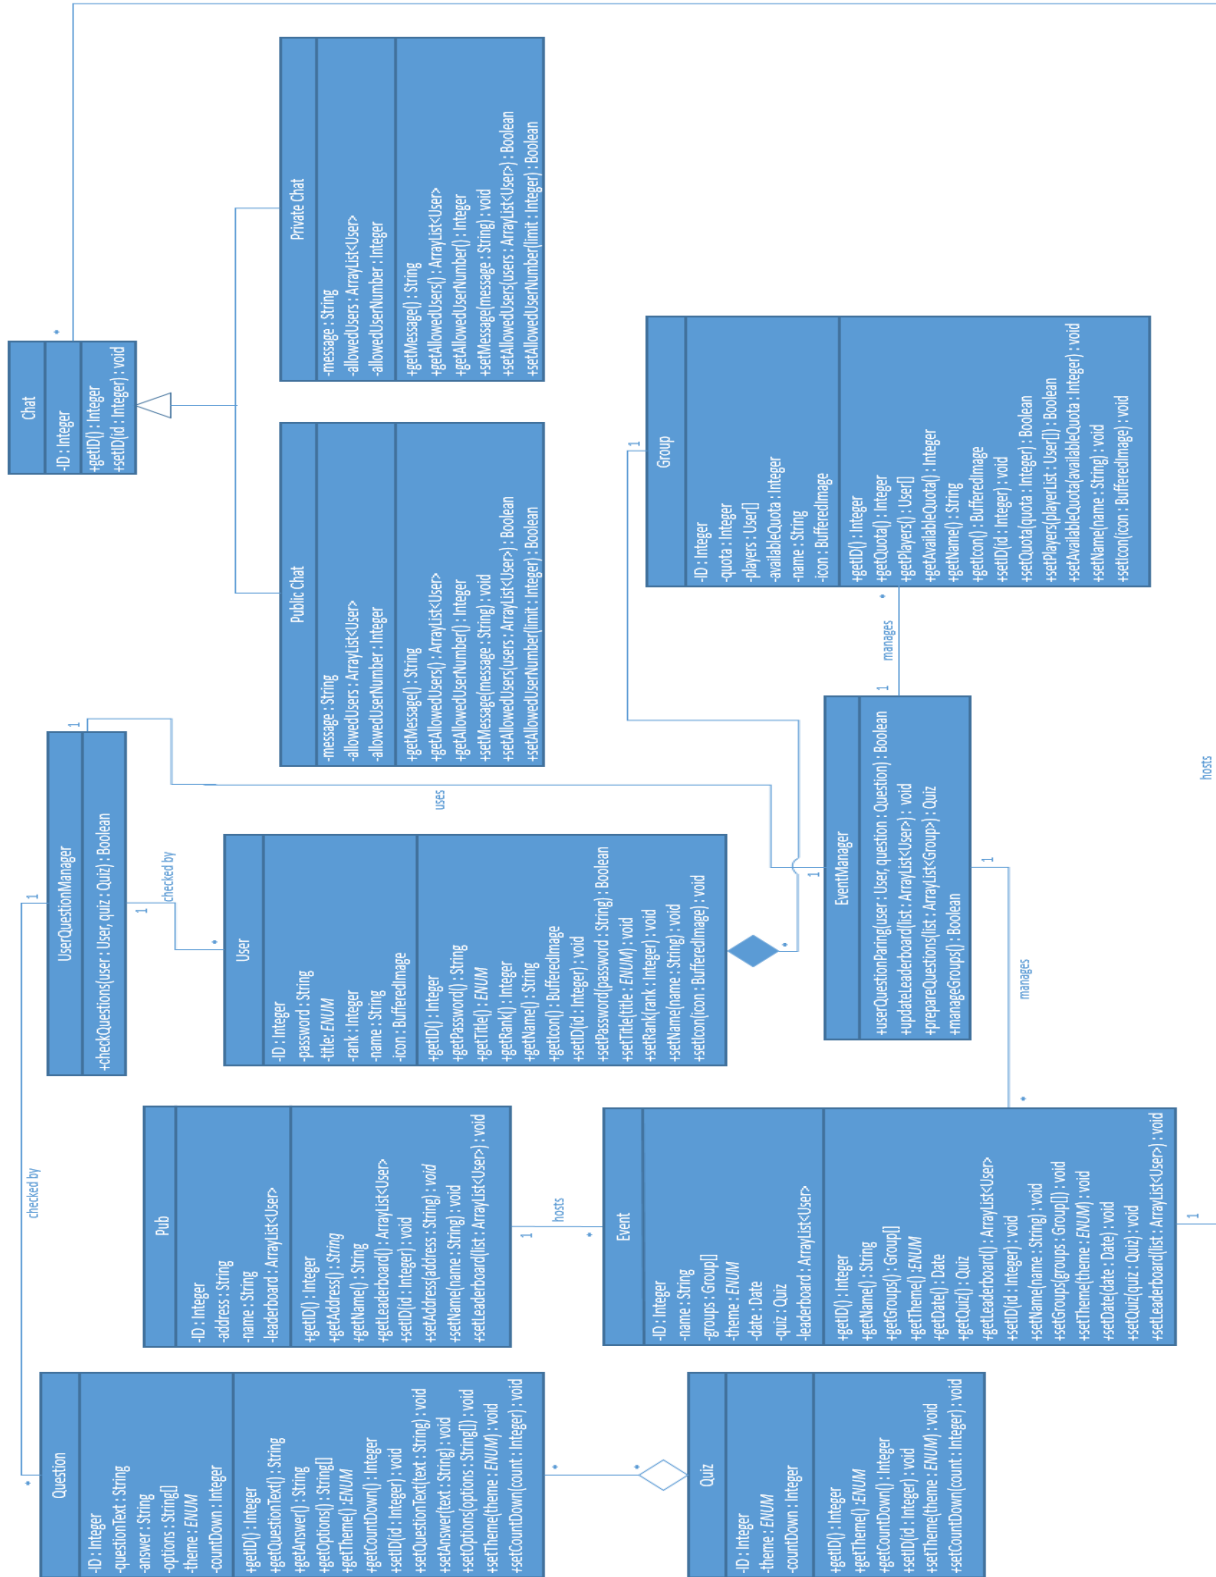 Chat
-ID : Integer
+getID() : Integer
+setID(id : Integer) : void
*
Private Chat
-message : String
-allowedUsers : ArrayList<User>
-allowedUserNumber : Integer
+getMessage() : String
+getAllowedUsers() : ArrayList<User>
+getAllowedUserNumber() : Integer
+setMessage(message : String) : void
+setAllowedUsers(users : ArrayList<User>) : Boolean
+setAllowedUserNumber(limit : Integer) : Boolean
Public Chat
-message : String
-allowedUsers : ArrayList<User>
-allowedUserNumber : Integer
+getMessage() : String
+getAllowedUsers() : ArrayList<User>
+getAllowedUserNumber() : Integer
+setMessage(message : String) : void
+setAllowedUsers(users : ArrayList<User>) : Boolean
+setAllowedUserNumber(limit : Integer) : Boolean
UserQuestionManager
+checkQuestions(user : User, quiz : Quiz) : Boolean
1
1
1
checked by
checked by
uses
User
-ID : Integer
-password : String
-title: ENUM
-rank : Integer
-name : String
-icon : BufferedImage
+getID() : Integer
+getPassword() : String
+getTitle() : ENUM
+getRank() : Integer
+getName() : String
+getIcon() : BufferedImage
+setID(id : Integer) : void
+setPassword(password : String) : Boolean
+setTitle(title : ENUM) : void
+setRank(rank : Integer) : void
+setName(name : String) : void
+setIcon(icon : BufferedImage) : void
*
*
Group
-ID : Integer
-quota : Integer
-players : User[]
-availableQuota : Integer
-name : String
-icon : BufferedImage
+getID() : Integer
+getQuota() : Integer
+getPlayers() : User[]
+getAvailableQuota() : Integer
+getName() : String
+getIcon() : BufferedImage
+setID(id : Integer) : void
+setQuota(quota : Integer) : Boolean
+setPlayers(playerList : User[]) : Boolean
+setAvailableQuota(availableQuota : Integer) : void
+setName(name : String) : void
+setIcon(icon : BufferedImage) : void
1
*
manages
1
EventManager
+userQuestionParing(user : User, question : Question) : Boolean
+updateLeaderboard(list : ArrayList<User>) : void
+prepareQuestions(list : ArrayList<Group>) : Quiz
+manageGroups() : Boolean
1
1
manages
*
Pub
-ID : Integer
-address : String
-name : String
-leaderboard : ArrayList<User>
+getID() : Integer
+getAddress() : String
+getName() : String
+getLeaderboard() : ArrayList<User>
+setID(id : Integer) : void
+setAddress(address : String) : void
+setName(name : String) : void
+setLeaderboard(list : ArrayList<User>) : void
1
hosts
*
Event
-ID : Integer
-name : String
-groups : Group[]
-theme : ENUM
-date : Date
-quiz : Quiz
-leaderboard : ArrayList<User>
+getID() : Integer
+getName() : String
+getGroups() : Group[]
+getTheme() :ENUM
+getDate() : Date
+getQuiz() : Quiz
+getLeaderboard() : ArrayList<User>
+setID(id : Integer) : void
+setName(name : String) : void
+setGroups(groups : Group[]) : void
+setTheme(theme : ENUM) : void
+setDate(date : Date) : void
+setQuiz(quiz : Quiz) : void
+setLeaderboard(list : ArrayList<User>) : void
1
hosts
Question
-ID : Integer
-questionText : String
-answer : String
-options : String[]
-theme : ENUM
-countDown : Integer
+getID() : Integer
+getQuestionText() : String
+getAnswer() : String
+getOptions() : String[]
+getTheme() :ENUM
+getCountDown() : Integer
+setID(id : Integer) : void
+setQuestionText(text : String) : void
+setAnswer(text : String) : void
+setOptions(options : String[]) : void
+setTheme(theme : ENUM) : void
+setCountDown(count : Integer) : void
*
*
*
Quiz
-ID : Integer
-theme : ENUM
-countDown : Integer
+getID() : Integer
+getTheme() :ENUM
+getCountDown() : Integer
+setID(id : Integer) : void
+setTheme(theme : ENUM) : void
+setCountDown(count : Integer) : void